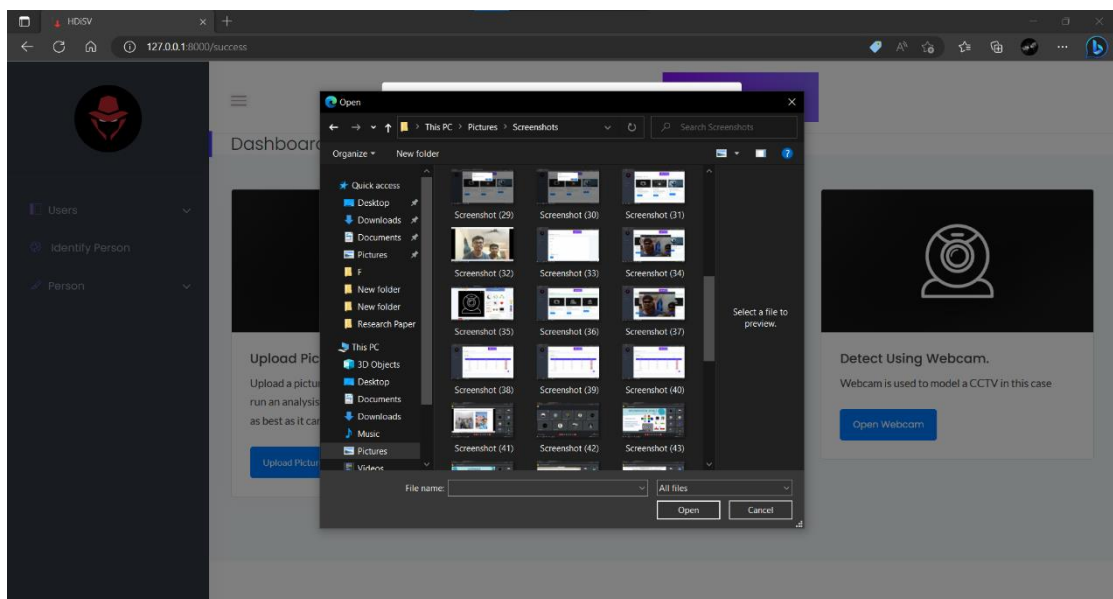 HDiSV
127.0.0.1:8000/success
Dashboard
Users
Identify Person
Person
Open
This PC > Pictures > Screenshots
Search Screenshots
Organize
New folder
Quick access
Desktop
Downloads
Documents
Pictures
F
New folder
New folder
Research Paper
This PC
3D Objects
Desktop
Documents
Downloads
Music
Pictures
Videos
Screenshot (29)
Screenshot (30)
Screenshot (31)
Screenshot (32)
Screenshot (33)
Screenshot (34)
Screenshot (35)
Screenshot (36)
Screenshot (37)
Screenshot (38)
Screenshot (39)
Screenshot (40)
Screenshot (41)
Screenshot (42)
Screenshot (43)
Select a file to
preview.
File name:
All files
Open
Cancel
Upload Pic
Upload a pictu
run an analysis
as best as it car
Upload Pictur
Detect Using Webcam.
Webcam is used to model a CCTV in this case
Open Webcam